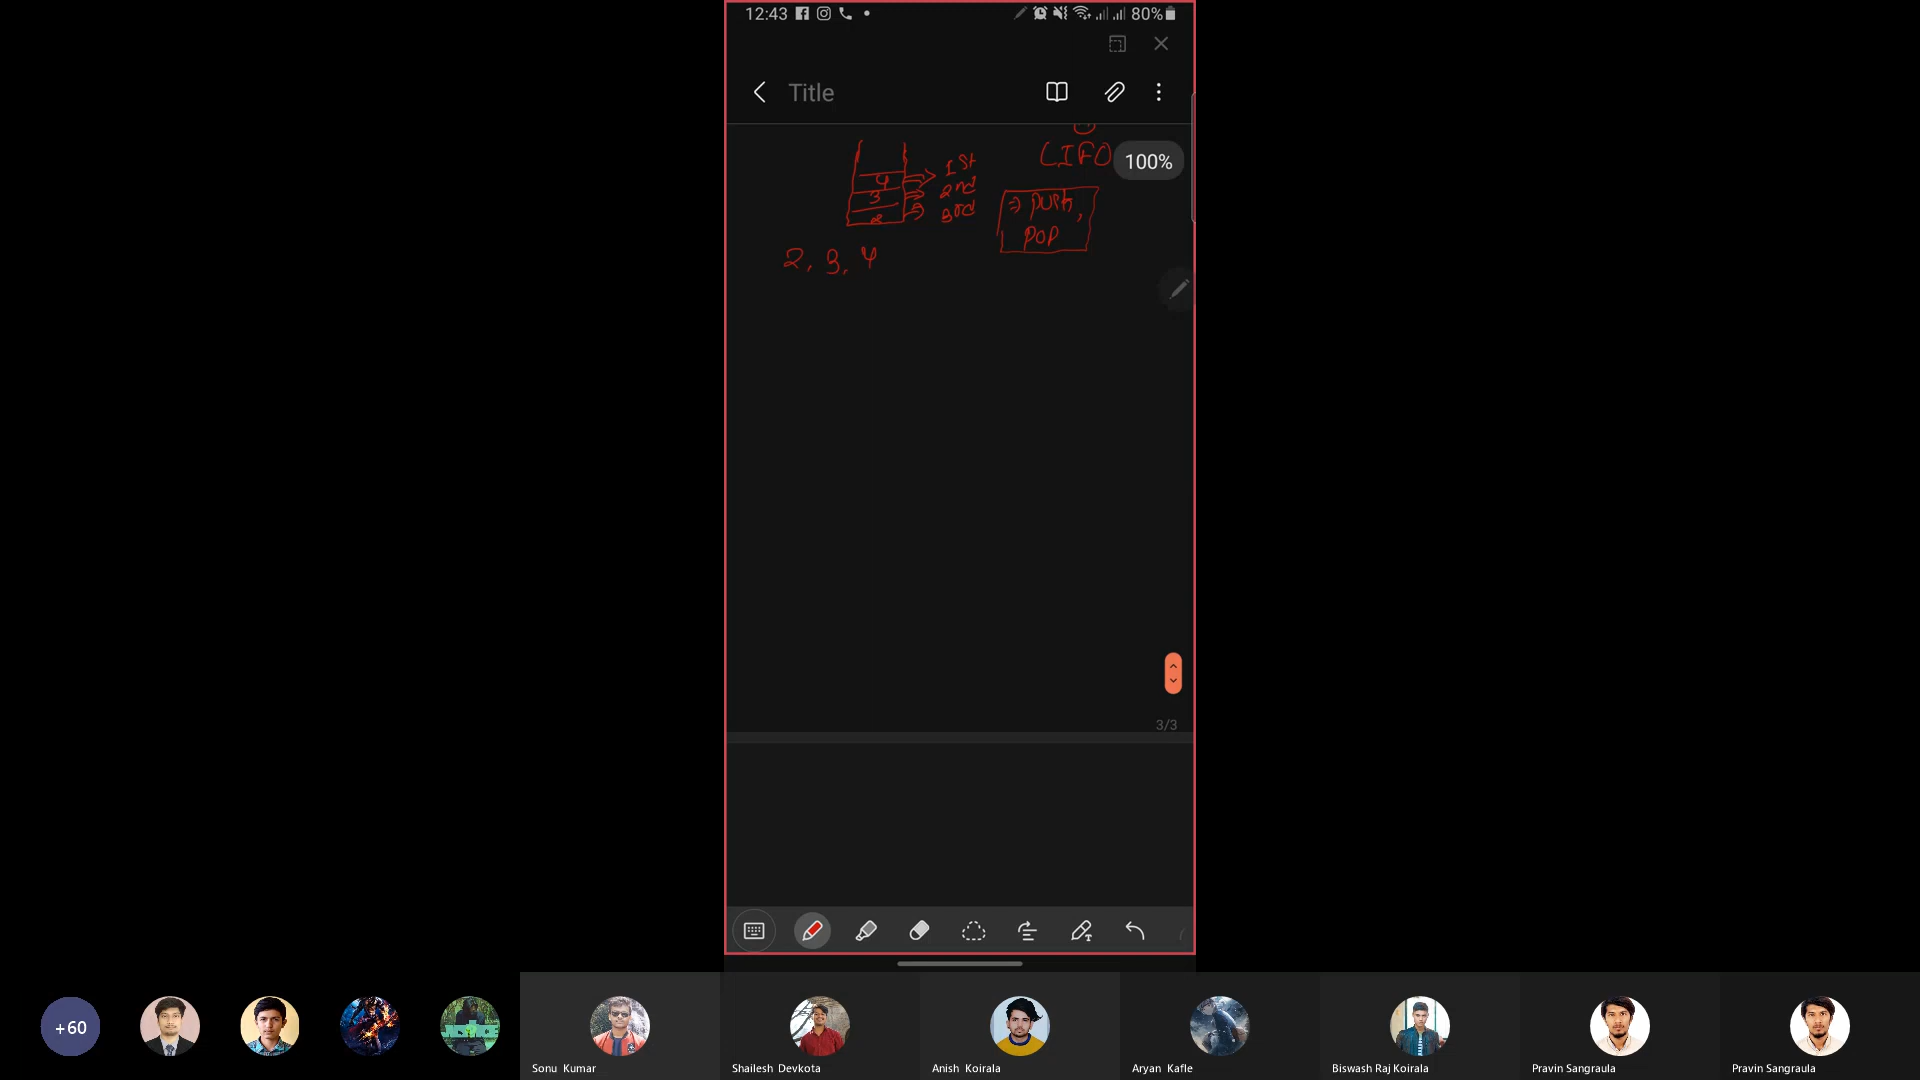 12:43 80%
Title
LIFO
100%
4 1st
3 2nd
2 3rd
=> push,
pop
2, 3, 4
3/3
+60
Sonu Kumar
Shailesh Devkota
Anish Koirala
Aryan Kafle
Biswash Raj Koirala
Pravin Sangraula
Pravin Sangraula